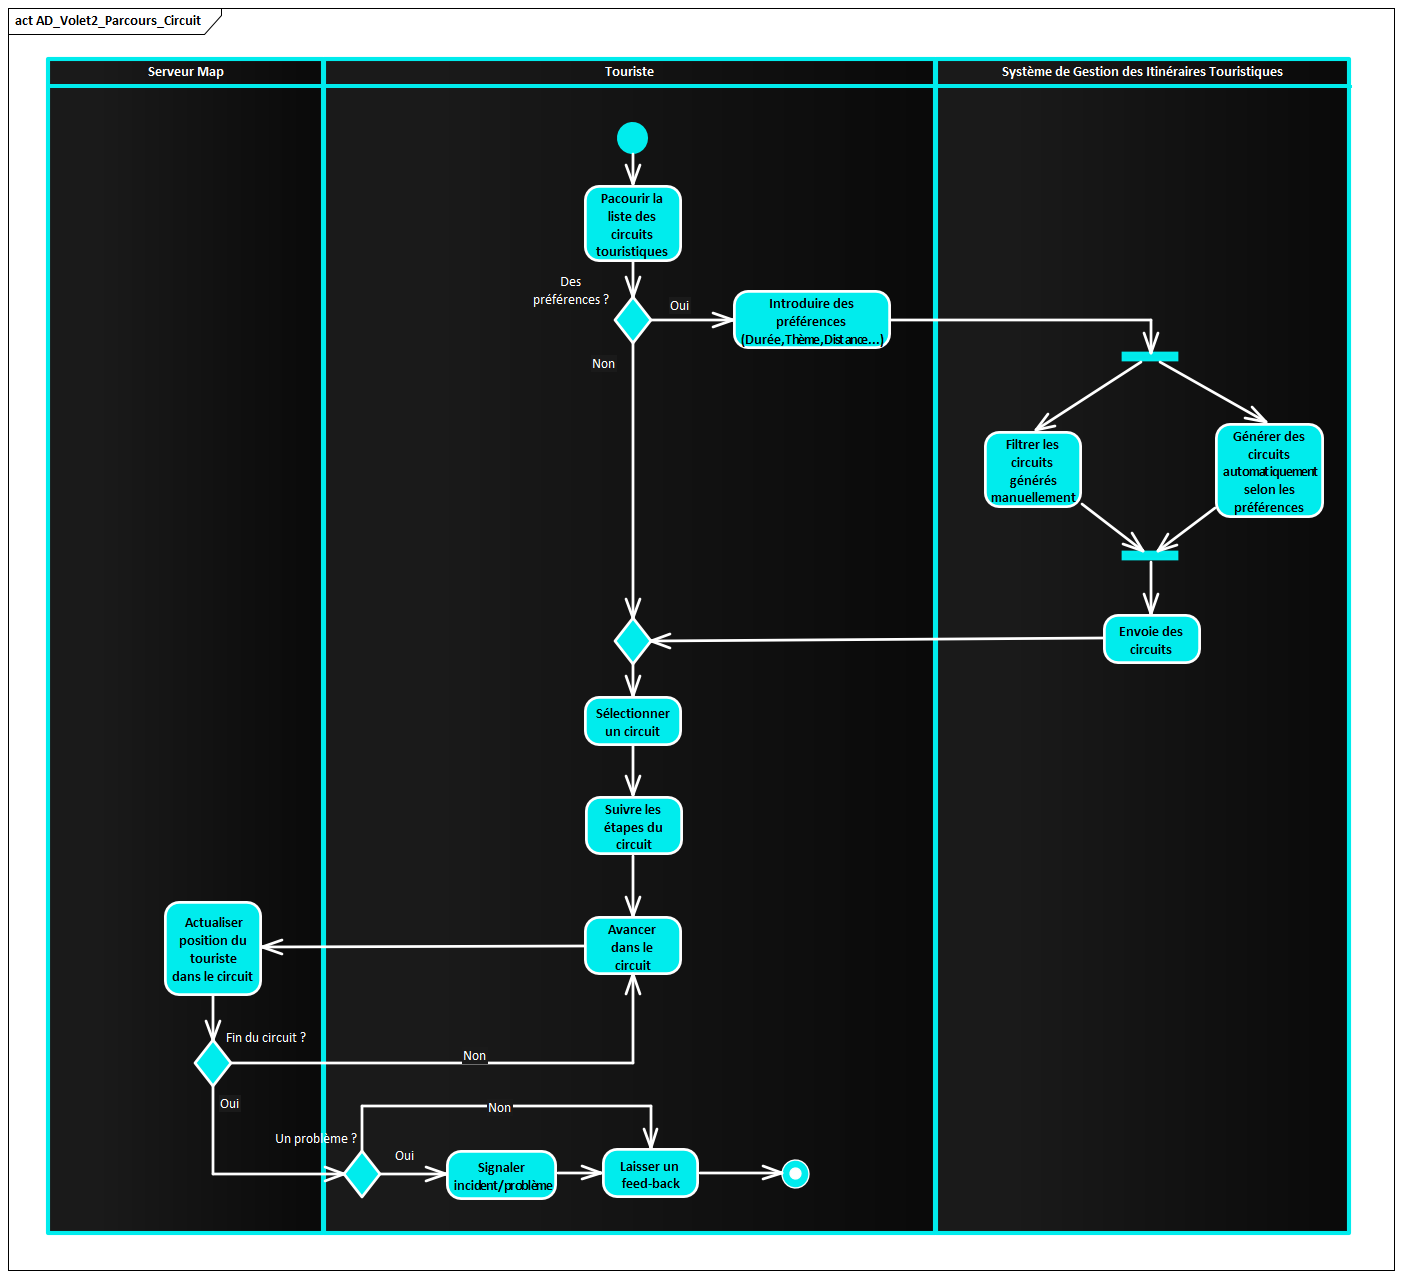 act AD_Volet2_Parcours_Circuit
Serveur Map
Touriste
Système de Gestion des Itinéraires Touristiques
Pacourir la
liste des
circuits
touristiques
Des
préférences ?
Oui
Introduire des
préférences
(Durée,Thème,Distance...)
Non
Filtrer les
circuits
générés
manuellement
Générer des
circuits
automatiquement
selon les
préférences
Envoie des
circuits
Sélectionner
un circuit
Suivre les
étapes du
circuit
Avancer
dans le
circuit
Actualiser
position du
touriste
dans le circuit
Fin du circuit ?
Non
Oui
Non
Un problème ?
Oui
Signaler
incident/problème
Laisser un
feed-back